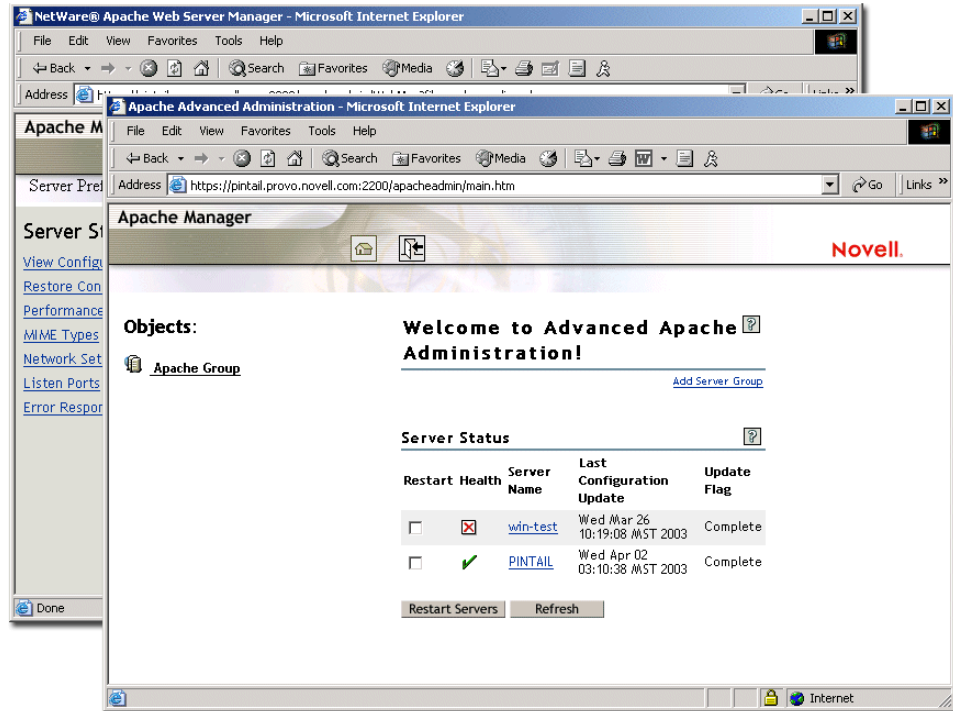 NetWare® Apache Web Server Manager - Microsoft Internet Explorer
File Edit View Favorites Tools Help
Back Search Favorites Media
Address
Apache M
Server Pref
Server St
View Configu
Restore Con
Performance
MIME Types
Network Set
Listen Ports
Error Respor
Done
Apache Advanced Administration - Microsoft Internet Explorer
File Edit View Favorites Tools Help
Back Search Favorites Media
Address https://pintail.provo.novell.com:2200/apacheadmin/main.htm Go Links »
Apache Manager
Novell.
Objects:
Apache Group
Welcome to Advanced Apache
Administration!
Add Server Group
Server Status
Restart Health Server Name Last Configuration Update Update Flag
win-test Wed Mar 26 10:19:08 MST 2003 Complete
PINTAIL Wed Apr 02 03:10:38 MST 2003 Complete
Restart Servers Refresh
Internet